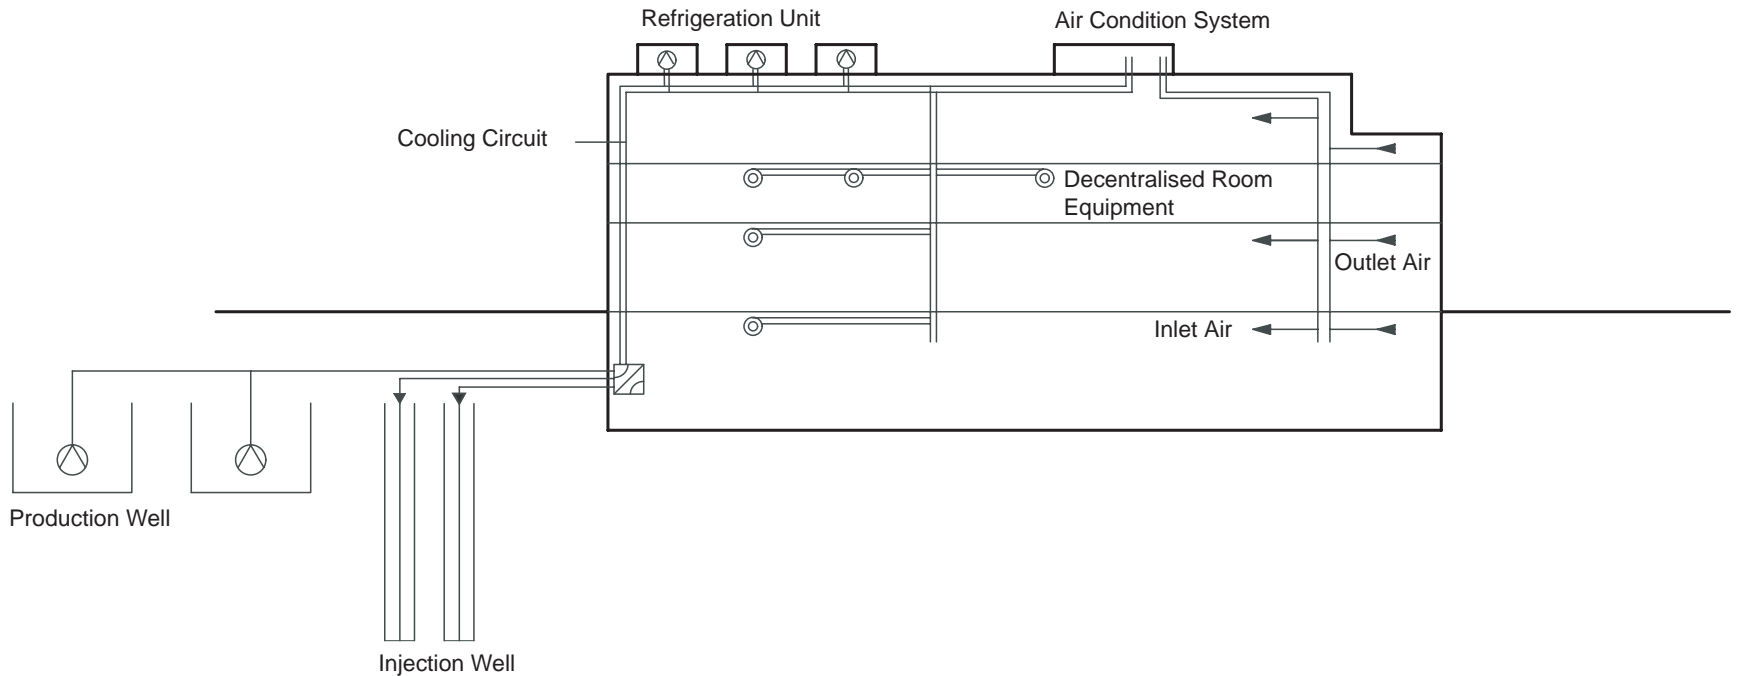 Refrigeration Unit
Air Condition System
Cooling Circuit
Decentralised Room
Equipment
Outlet Air
Inlet Air
Production Well
Injection Well